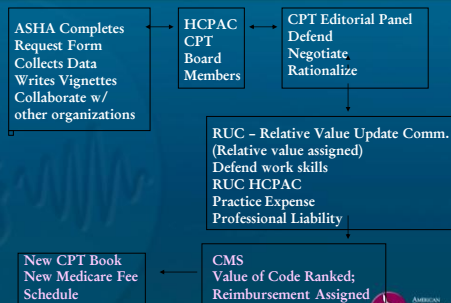 ASHA Completes
Request Form
Collects Data
Writes Vignettes
Collaborate w/
other organizations
HCPAC
CPT
Board
Members
CPT Editorial Panel
Defend
Negotiate
Rationalize
RUC – Relative Value Update Comm.
(Relative value assigned)
Defend work skills
RUC HCPAC
Practice Expense
Professional Liability
CMS
Value of Code Ranked;
Reimbursement Assigned
New CPT Book
New Medicare Fee
Schedule
AMERICAN